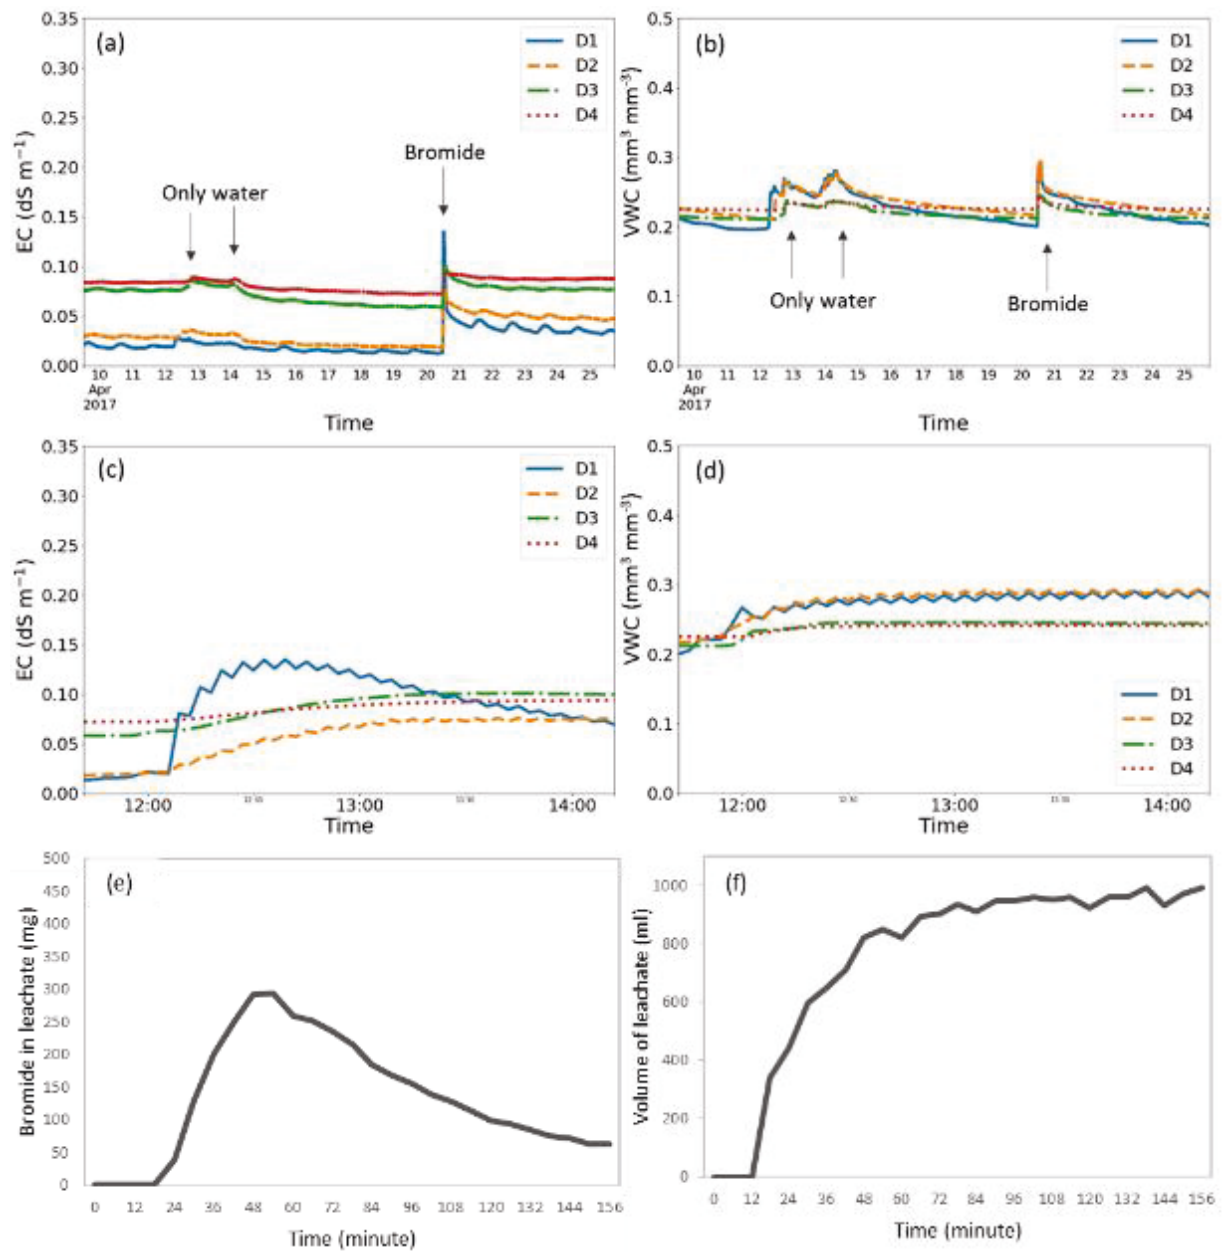 (a)
D1
D2
D3
D4
Only water
Bromide
EC (dS m⁻¹)
0.35
0.30
0.25
0.20
0.15
0.10
0.05
0.00
10 11 12 13 14 15 16 17 18 19 20 21 22 23 24 25
Apr
2017
Time
(b)
D1
D2
D3
D4
Only water
Bromide
VWC (mm³ mm⁻³)
0.5
0.4
0.3
0.2
0.1
0.0
10 11 12 13 14 15 16 17 18 19 20 21 22 23 24 25
Apr
2017
Time
(c)
D1
D2
D3
D4
EC (dS m⁻¹)
0.35
0.30
0.25
0.20
0.15
0.10
0.05
0.00
12:00 13:00 14:00
Time
(d)
D1
D2
D3
D4
VWC (mm³ mm⁻³)
0.5
0.4
0.3
0.2
0.1
0.0
12:00 13:00 14:00
Time
(e)
Bromide in leachate (mg)
500
450
400
350
300
250
200
150
100
50
0
0 12 24 36 48 60 72 84 96 108 120 132 144 156
Time (minute)
(f)
Volume of leachate (ml)
1000
800
600
400
200
0
0 12 24 36 48 60 72 84 96 108 120 132 144 156
Time (minute)